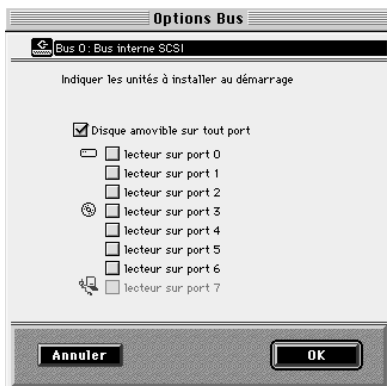 Options Bus
Bus 0 : Bus interne SCSI
Indiquer les unités à installer au démarrage
Disque amovible sur tout port
lecteur sur port 0
lecteur sur port 1
lecteur sur port 2
lecteur sur port 3
lecteur sur port 4
lecteur sur port 5
lecteur sur port 6
lecteur sur port 7
Annuler
OK